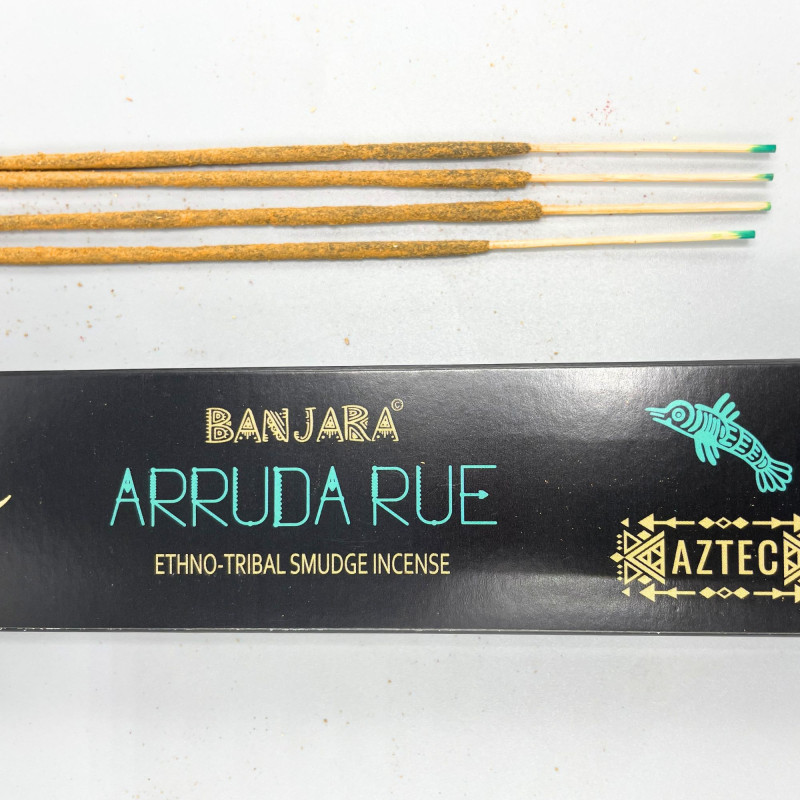 BANJARA©
ARRUDA RUE
ETHNO-TRIBAL SMUDGE INCENSE
AZTEC